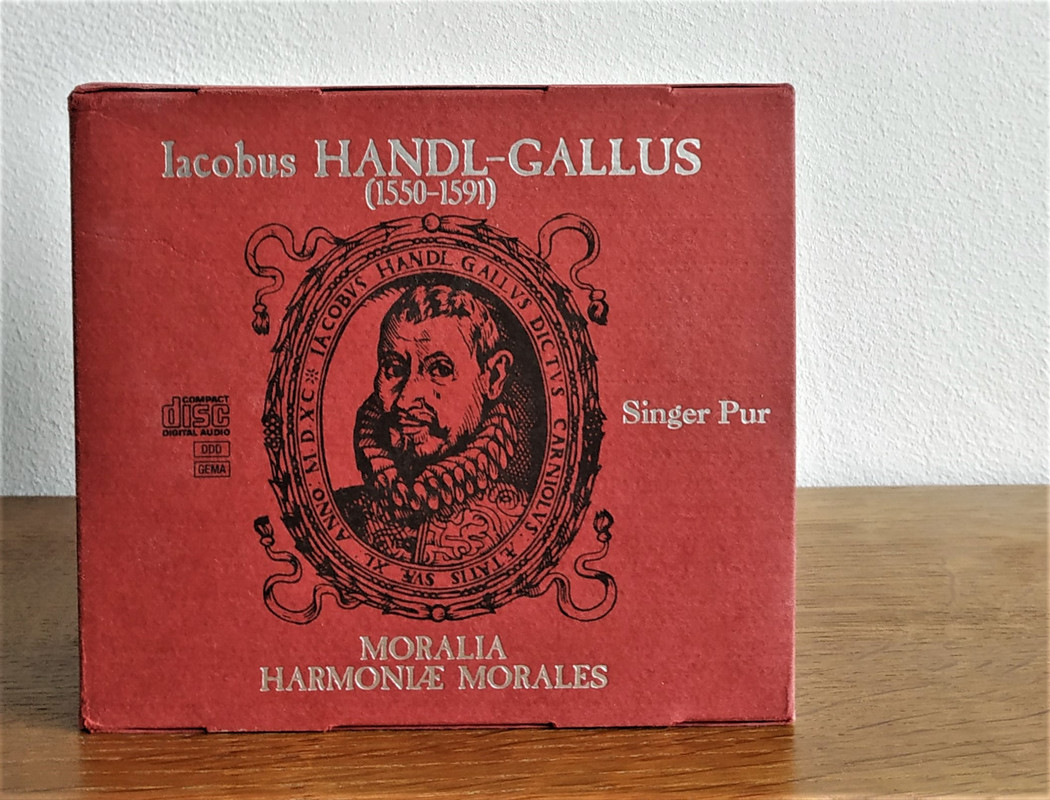 Iacobus HANDL-GALLUS
(1550-1591)
IACOBVS HANDL GALLVS DICTVS CARNIOLVS. ÆTATIS SVÆ XL. ANNO. M.D.XC
COMPACT
disc
DIGITAL AUDIO
DDD
GEMA
Singer Pur
MORALIA
HARMONIÆ MORALES